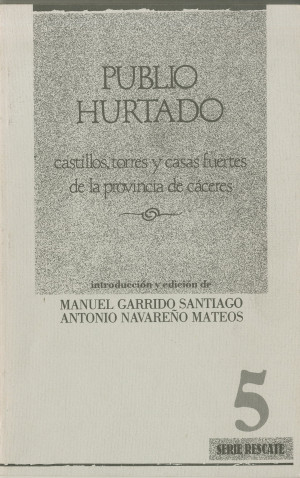 PUBLIO
HURTADO
castillos, torres y casas fuertes
de la provincia de cáceres
introducción y edición de
MANUEL GARRIDO SANTIAGO
ANTONIO NAVAREÑO MATEOS
5
SERIE RESCATE